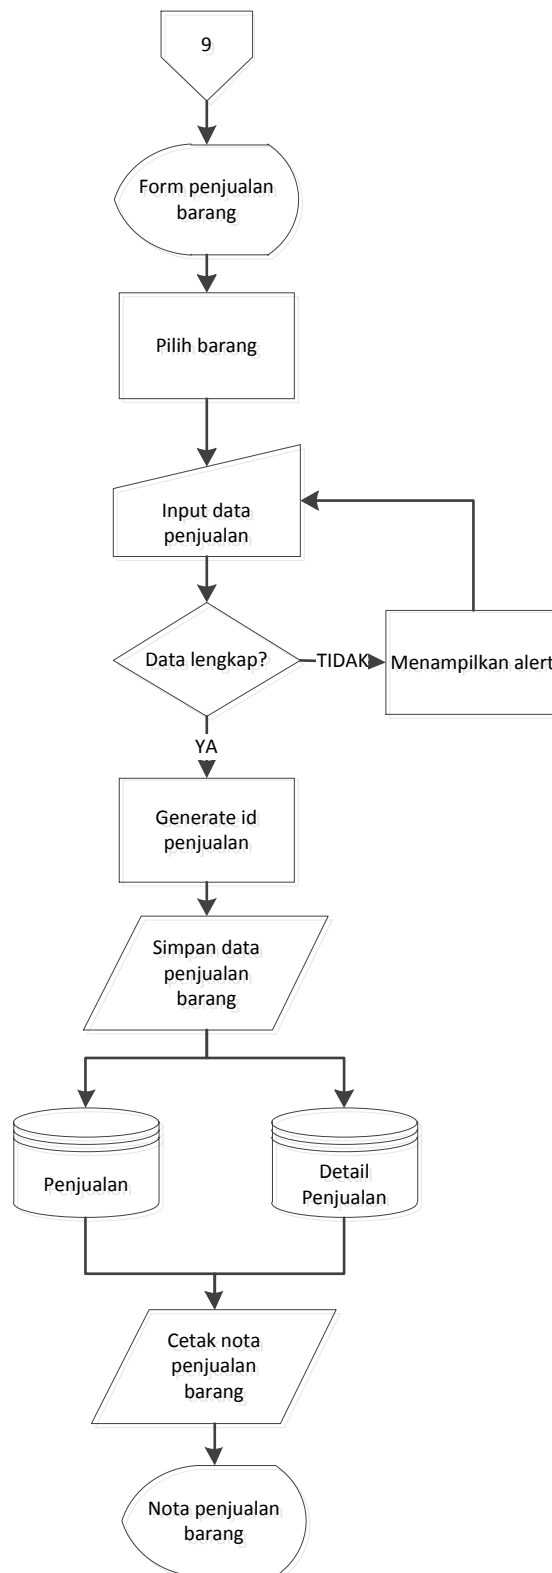 9
Form penjualan
barang
Pilih barang
Input data
penjualan
Data lengkap?
TIDAK
Menampilkan alert
YA
Generate id
penjualan
Simpan data
penjualan
barang
Penjualan
Detail
Penjualan
Cetak nota
penjualan
barang
Nota penjualan
barang